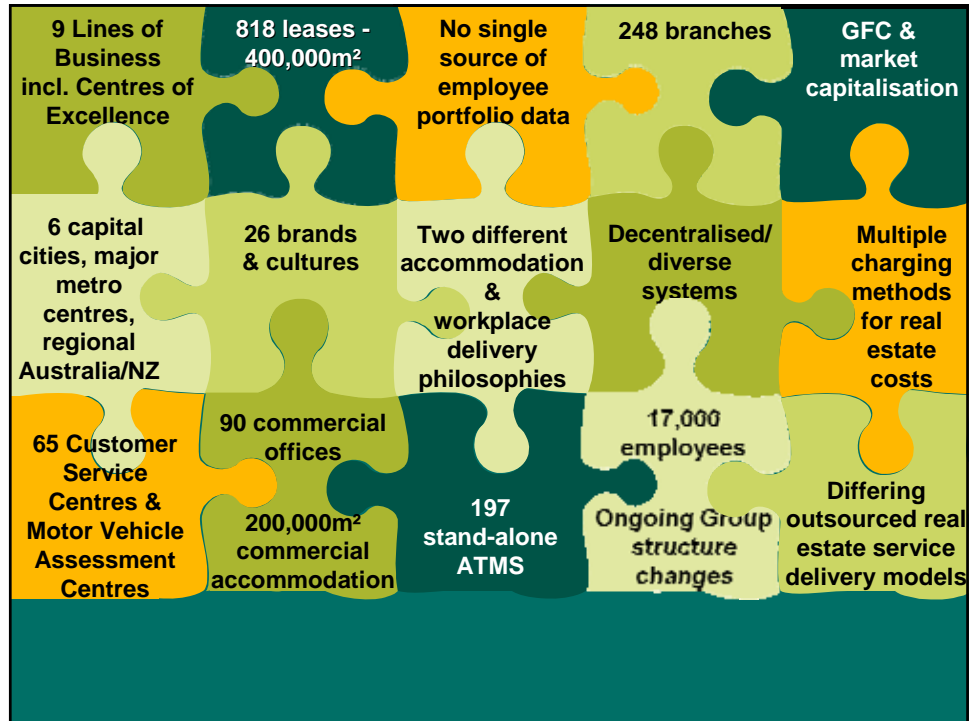 9 Lines of
Business
incl. Centres of
Excellence
818 leases -
400,000m²
No single
source of
employee
portfolio data
248 branches
GFC &
market
capitalisation
6 capital
cities, major
metro
centres,
regional
Australia/NZ
26 brands
& cultures
Two different
accommodation
&
workplace
delivery
philosophies
Decentralised/
diverse
systems
Multiple
charging
methods
for real
estate
costs
65 Customer
Service
Centres &
Motor Vehicle
Assessment
Centres
90 commercial
offices
200,000m²
commercial
accommodation
197
stand-alone
ATMS
17,000
employees
Ongoing Group
structure
changes
Differing
outsourced real
estate service
delivery models